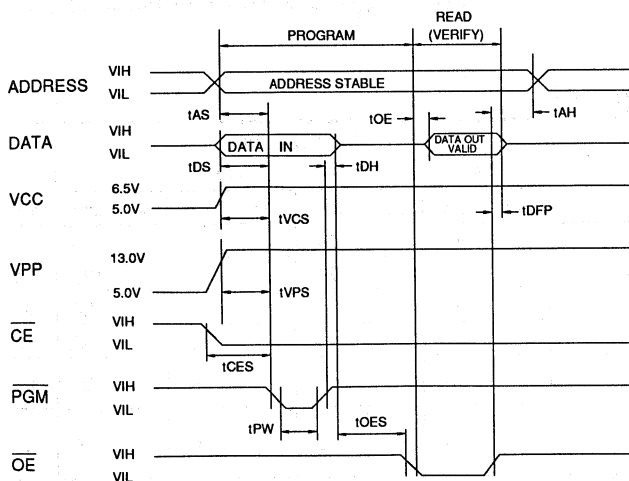 READ
PROGRAM (VERIFY)
ADDRESS VIH
VIL ADDRESS STABLE
tAS tOE tAH
DATA VIH
VIL DATA IN DATA OUT VALID
tDS tDH
VCC 6.5V
5.0V tVCS tDFP
VPP 13.0V
5.0V tVPS
CE VIH
VIL
tCES
PGM VIH
VIL
tPW tOES
OE VIH
VIL